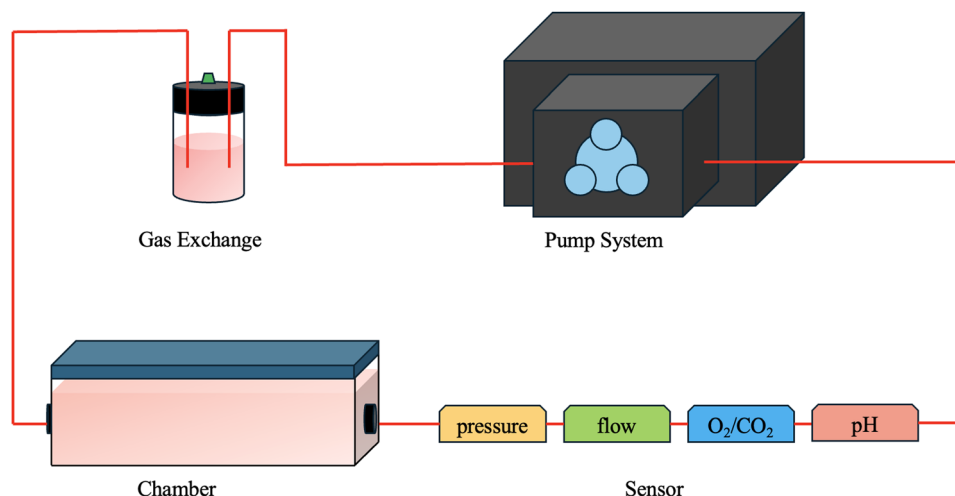 Gas Exchange
Pump System
pressure
flow
O₂/CO₂
pH
Chamber
Sensor